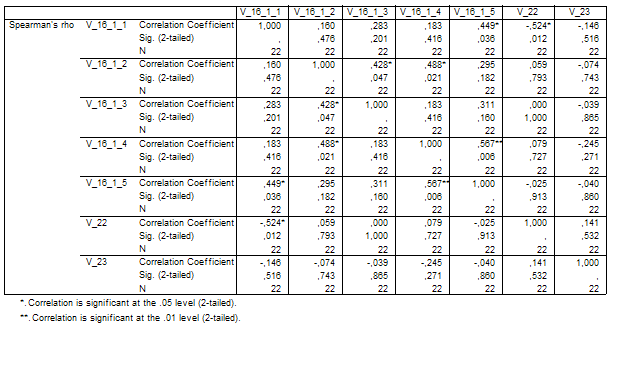 V_16_1_1 V_16_1_2 V_16_1_3 V_16_1_4 V_16_1_5 V_22 V_23
Spearman's rho V_16_1_1 Correlation Coefficient 1,000 ,160 ,283 ,183 ,449* -,524* -,146
Sig. (2-tailed) . ,476 ,201 ,416 ,036 ,012 ,516
N 22 22 22 22 22 22 22
V_16_1_2 Correlation Coefficient ,160 1,000 ,428* ,488* ,295 ,059 -,074
Sig. (2-tailed) ,476 . ,047 ,021 ,182 ,793 ,743
N 22 22 22 22 22 22 22
V_16_1_3 Correlation Coefficient ,283 ,428* 1,000 ,183 ,311 ,000 -,039
Sig. (2-tailed) ,201 ,047 . ,416 ,160 1,000 ,865
N 22 22 22 22 22 22 22
V_16_1_4 Correlation Coefficient ,183 ,488* ,183 1,000 ,567** ,079 -,245
Sig. (2-tailed) ,416 ,021 ,416 . ,006 ,727 ,271
N 22 22 22 22 22 22 22
V_16_1_5 Correlation Coefficient ,449* ,295 ,311 ,567** 1,000 -,025 -,040
Sig. (2-tailed) ,036 ,182 ,160 ,006 . ,913 ,860
N 22 22 22 22 22 22 22
V_22 Correlation Coefficient -,524* ,059 ,000 ,079 -,025 1,000 ,141
Sig. (2-tailed) ,012 ,793 1,000 ,727 ,913 . ,532
N 22 22 22 22 22 22 22
V_23 Correlation Coefficient -,146 -,074 -,039 -,245 -,040 ,141 1,000
Sig. (2-tailed) ,516 ,743 ,865 ,271 ,860 ,532 .
N 22 22 22 22 22 22 22
*. Correlation is significant at the .05 level (2-tailed).
**. Correlation is significant at the .01 level (2-tailed).